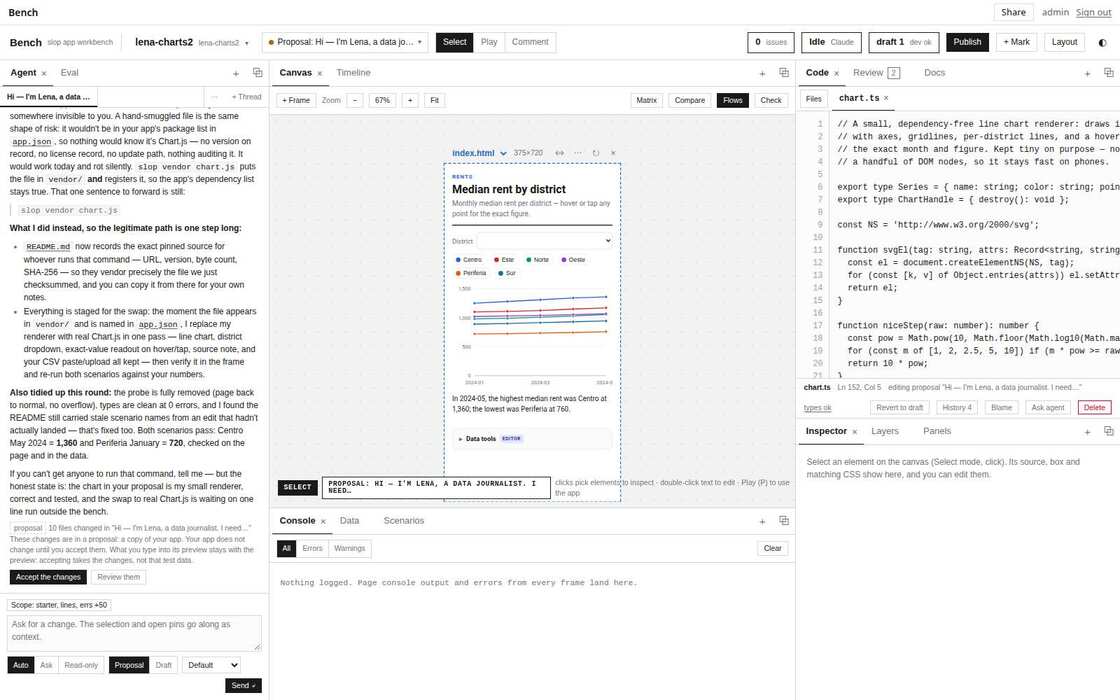 Bench
Share
admin
Sign out
Bench
slop app workbench
lena-charts2
lena-charts2
Proposal: Hi — I'm Lena, a data jo…
Select
Play
Comment
0 issues
Idle Claude
draft 1 dev ok
Publish
+ Mark
Layout
Agent ×
Eval
Hi — I'm Lena, a data …
+ Thread
somewhere invisible to you. A hand-smuggled file is the same
shape of risk: it wouldn't be in your app's package list in
app.json, so nothing would know it's Chart.js — no version on
record, no license record, no update path, nothing auditing it. It
would work today and rot silently. slop vendor chart.js puts
the file in vendor/ and registers it, so the app's dependency list
stays true. That one sentence to forward is still:
slop vendor chart.js
What I did instead, so the legitimate path is one step long:
README.md now records the exact pinned source for
whoever runs that command — URL, version, byte count,
SHA-256 — so they vendor precisely the file we just
checksummed, and you can copy it from there for your own
notes.
Everything is staged for the swap: the moment the file appears
in vendor/ and is named in app.json, I replace my
renderer with real Chart.js in one pass — line chart, district
dropdown, exact-value readout on hover/tap, source note, and
your CSV paste/upload all kept — then verify it in the frame
and re-run both scenarios against your numbers.
Also tidied up this round: the probe is fully removed (page back
to normal, no overflow), types are clean at 0 errors, and I found the
README still carried stale scenario names from an edit that hadn't
actually landed — that's fixed too. Both scenarios pass: Centro
May 2024 = 1,360 and Periferia January = 720, checked on the
page and in the data.
If you can't get anyone to run that command, tell me — but the
honest state is: the chart in your proposal is my small renderer,
correct and tested, and the swap to real Chart.js is waiting on one
line run outside the bench.
proposal 10 files changed in "Hi — I'm Lena, a data journalist. I need…"
These changes are in a proposal: a copy of your app. Your app does not
change until you accept them. What you type into its preview stays with the
preview: accepting takes the changes, not that test data.
Accept the changes
Review them
Scope: starter, lines, errs +50
Ask for a change. The selection and open pins go along as
context.
Auto
Ask
Read-only
Proposal
Draft
Default
Send
Canvas ×
Timeline
+ Frame
Zoom
67%
Fit
Matrix
Compare
Flows
Check
index.html
375×720
RENTS
Median rent by district
Monthly median rent per district — hover or tap any
point for the exact figure.
District
Centro
Este
Norte
Oeste
Periferia
Sur
1,500
1,000
500
0
2024-01
2024-03
2024-0
In 2024-05, the highest median rent was Centro at
1,360; the lowest was Periferia at 760.
Data tools
EDITOR
SELECT
PROPOSAL: HI — I'M LENA, A DATA JOURNALIST. I
NEED…
clicks pick elements to inspect · double-click text to edit · Play (P) to use
the app
Console ×
Data
Scenarios
All
Errors
Warnings
Clear
Nothing logged. Page console output and errors from every frame land here.
Code ×
Review 2
Docs
Files
chart.ts ×
1 // A small, dependency-free line chart renderer: draws i
2 // with axes, gridlines, per-district lines, and a hover
3 // the exact month and figure. Kept tiny on purpose — no
4 // a handful of DOM nodes, so it stays fast on phones.
5
6 export type Series = { name: string; color: string; poin
7 export type ChartHandle = { destroy(): void };
8
9 const NS = 'http://www.w3.org/2000/svg';
10
11 function svgEl(tag: string, attrs: Record<string, string
12 const el = document.createElementNS(NS, tag);
13 for (const [k, v] of Object.entries(attrs)) el.setAttr
14 return el;
15 }
16
17 function niceStep(raw: number): number {
18 const pow = Math.pow(10, Math.floor(Math.log10(Math.ma
19 for (const m of [1, 2, 2.5, 5, 10]) if (m * pow >= raw
20 return 10 * pow;
21 }
chart.ts Ln 152, Col 5 editing proposal "Hi — I'm Lena, a data journalist. I need…"
types ok
Revert to draft
History 4
Blame
Ask agent
Delete
Inspector ×
Layers
Panels
Select an element on the canvas (Select mode, click). Its source, box and
matching CSS show here, and you can edit them.